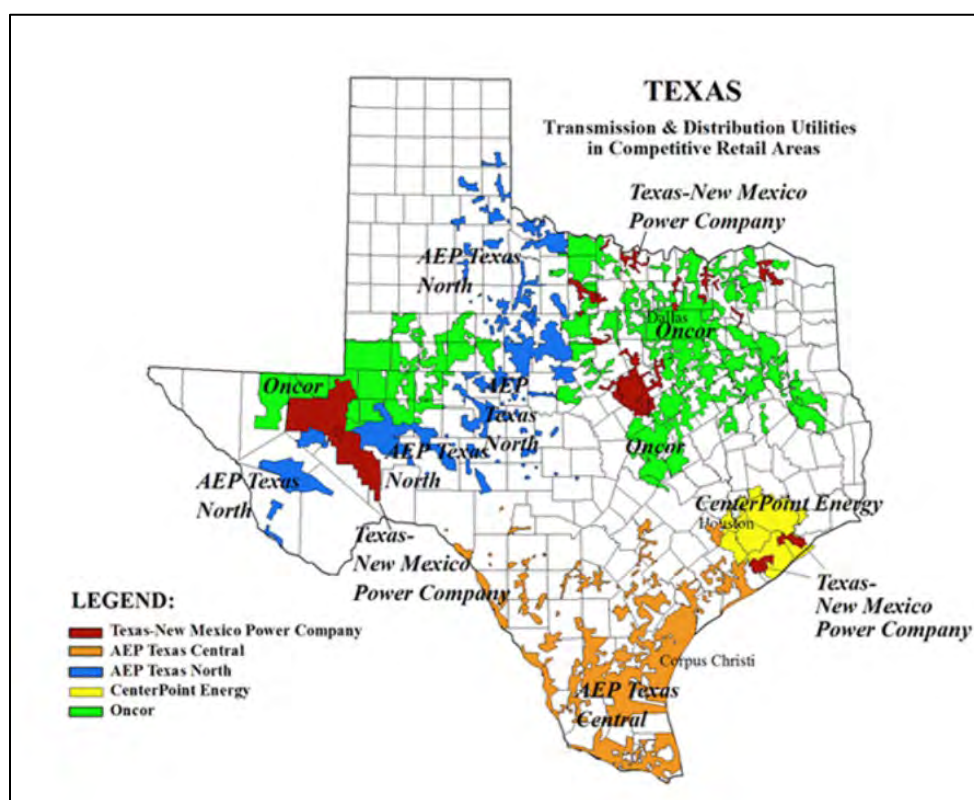 TEXAS
Transmission & Distribution Utilities
in Competitive Retail Areas
Texas-New Mexico
Power Company
AEP Texas
North
Dallas
Oncor
Oncor
AEP
Texas
North
AEP Texas
North
Oncor
AEP Texas
North
CenterPoint Energy
Houston
Texas-
New Mexico
Power Company
Texas-
New Mexico
Power Company
LEGEND:
Texas-New Mexico Power Company
AEP Texas Central
AEP Texas North
CenterPoint Energy
Oncor
Corpus Christi
AEP Texas
Central